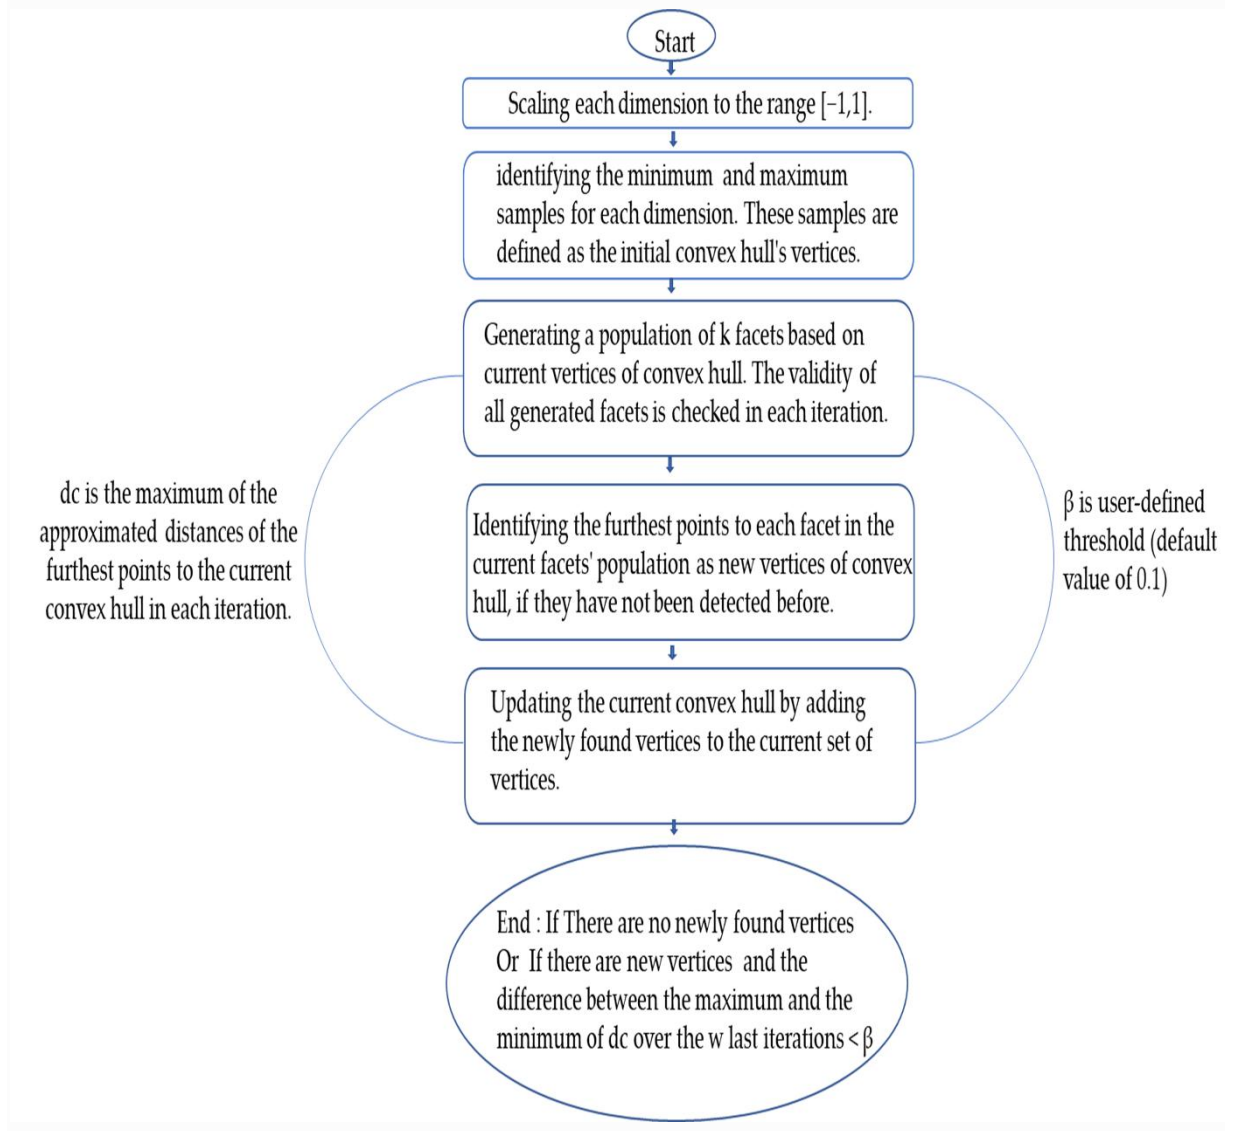 Start
Scaling each dimension to the range [−1,1].
identifying the minimum and maximum
samples for each dimension. These samples are
defined as the initial convex hull's vertices.
Generating a population of k facets based on
current vertices of convex hull. The validity of
all generated facets is checked in each iteration.
dc is the maximum of the
approximated distances of the
furthest points to the current
convex hull in each iteration.
β is user-defined
threshold (default
value of 0.1)
Identifying the furthest points to each facet in the
current facets' population as new vertices of convex
hull, if they have not been detected before.
Updating the current convex hull by adding
the newly found vertices to the current set of
vertices.
End : If There are no newly found vertices
Or If there are new vertices and the
difference between the maximum and the
minimum of dc over the w last iterations < β